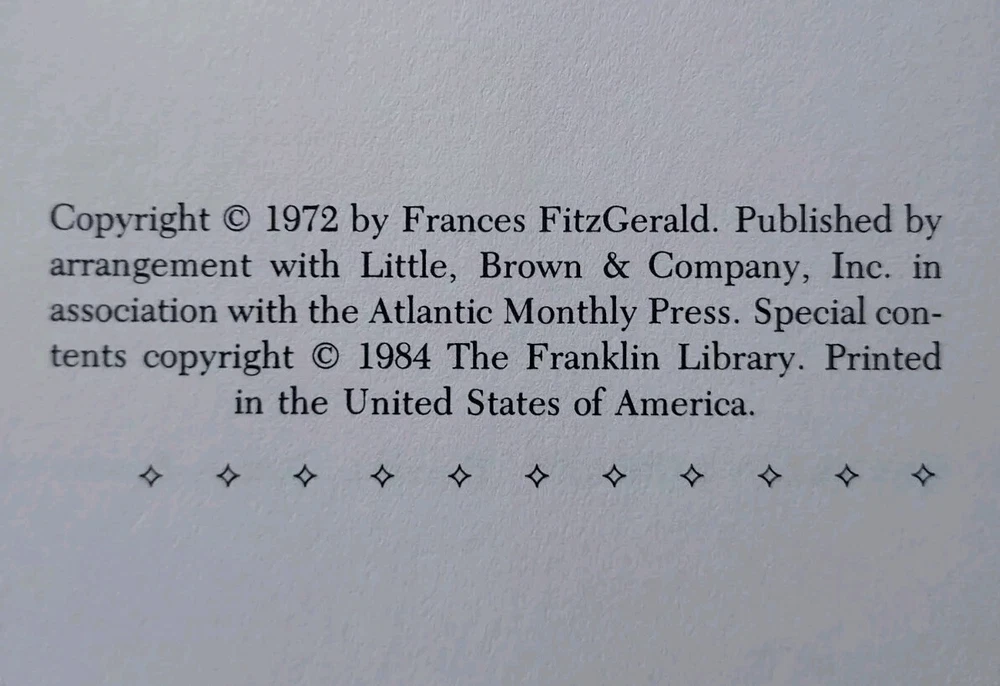 Copyright © 1972 by Frances FitzGerald. Published by
arrangement with Little, Brown & Company, Inc. in
association with the Atlantic Monthly Press. Special con-
tents copyright © 1984 The Franklin Library. Printed
in the United States of America.